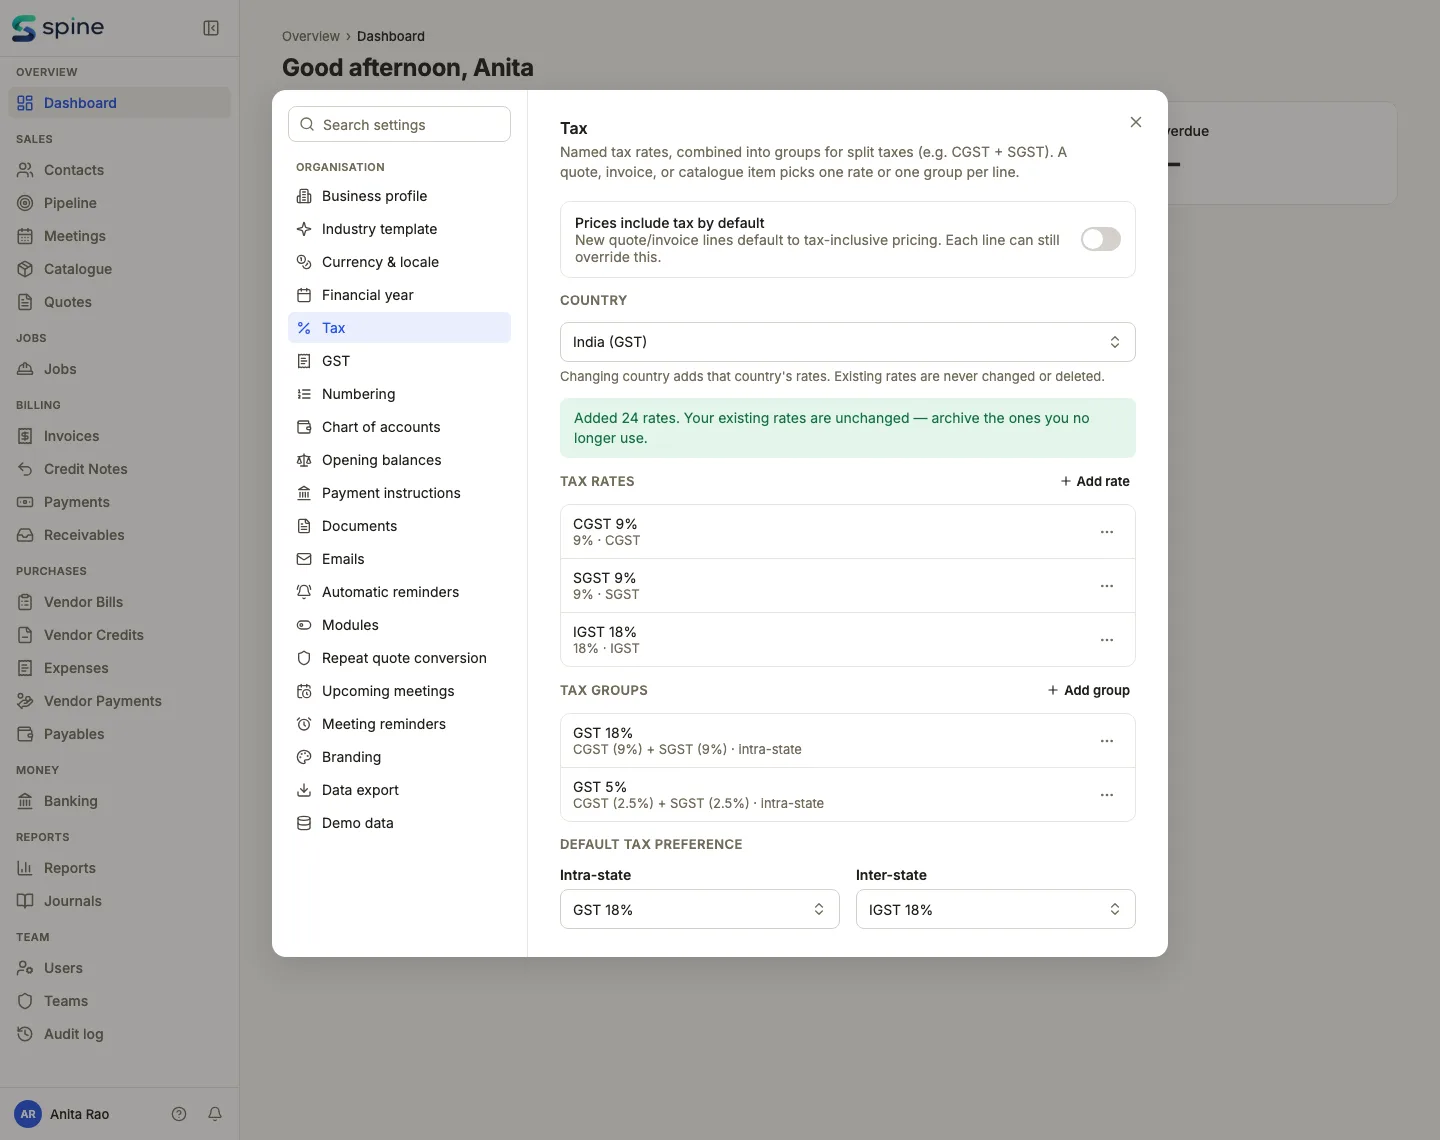 spine
OVERVIEW
Dashboard
SALES
Contacts
Pipeline
Meetings
Catalogue
Quotes
JOBS
Jobs
BILLING
Invoices
Credit Notes
Payments
Receivables
PURCHASES
Vendor Bills
Vendor Credits
Expenses
Vendor Payments
Payables
MONEY
Banking
REPORTS
Reports
Journals
TEAM
Users
Teams
Audit log
AR
Anita Rao
Overview › Dashboard
Good afternoon, Anita
Search settings
ORGANISATION
Business profile
Industry template
Currency & locale
Financial year
Tax
GST
Numbering
Chart of accounts
Opening balances
Payment instructions
Documents
Emails
Automatic reminders
Modules
Repeat quote conversion
Upcoming meetings
Meeting reminders
Branding
Data export
Demo data
Tax
Named tax rates, combined into groups for split taxes (e.g. CGST + SGST). A
quote, invoice, or catalogue item picks one rate or one group per line.
Prices include tax by default
New quote/invoice lines default to tax-inclusive pricing. Each line can still
override this.
COUNTRY
India (GST)
Changing country adds that country's rates. Existing rates are never changed or deleted.
Added 24 rates. Your existing rates are unchanged — archive the ones you no
longer use.
TAX RATES
+ Add rate
CGST 9%
9% · CGST
SGST 9%
9% · SGST
IGST 18%
18% · IGST
TAX GROUPS
+ Add group
GST 18%
CGST (9%) + SGST (9%) · intra-state
GST 5%
CGST (2.5%) + SGST (2.5%) · intra-state
DEFAULT TAX PREFERENCE
Intra-state
GST 18%
Inter-state
IGST 18%
verdue